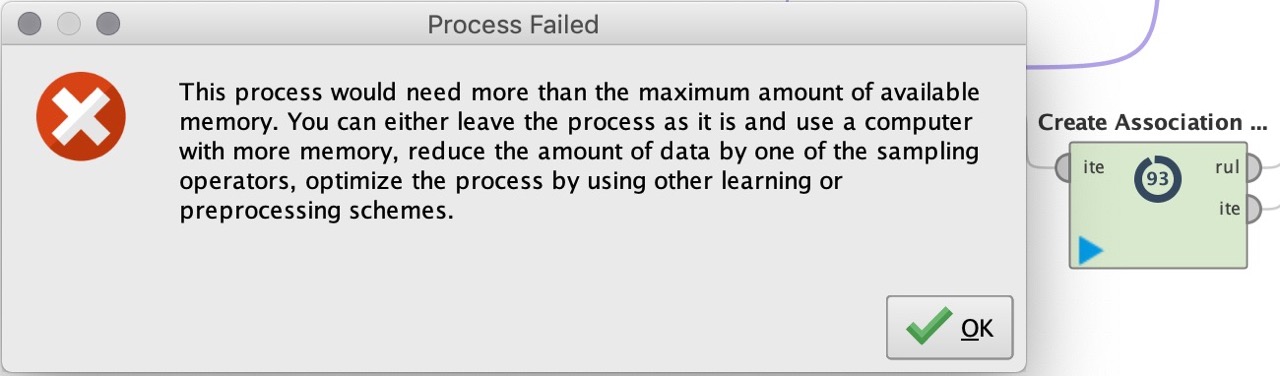 Process Failed
This process would need more than the maximum amount of available
memory. You can either leave the process as it is and use a computer
with more memory, reduce the amount of data by one of the sampling
operators, optimize the process by using other learning or
preprocessing schemes.
OK
Create Association ...
ite
93
rul
ite